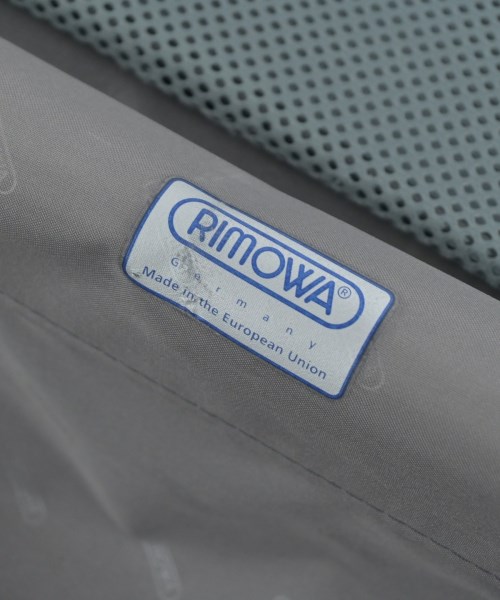 RIMOWA®
Germany
Made in the European Union